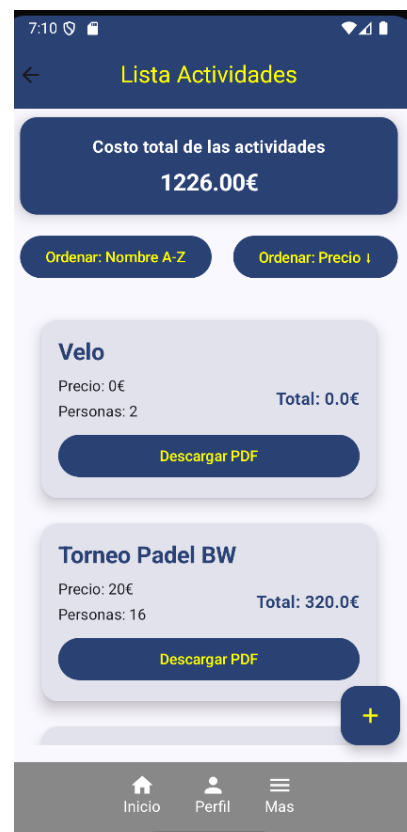 7:10
Lista Actividades
Costo total de las actividades
1226.00€
Ordenar: Nombre A-Z
Ordenar: Precio ↓
Velo
Precio: 0€
Personas: 2
Total: 0.0€
Descargar PDF
Torneo Padel BW
Precio: 20€
Personas: 16
Total: 320.0€
Descargar PDF
+
Inicio
Perfil
Mas